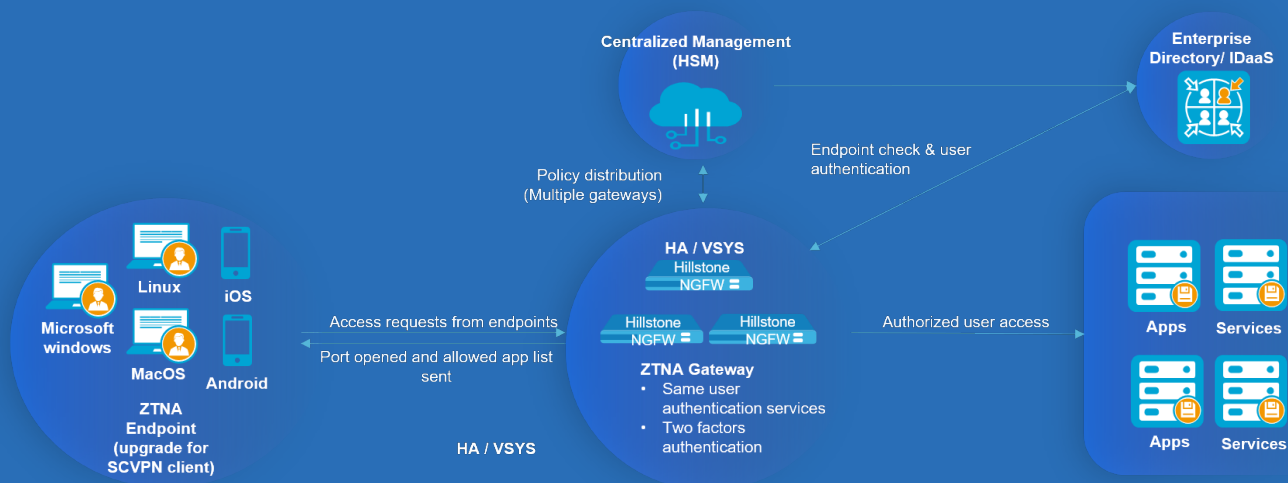 Centralized Management
(HSM)
Enterprise
Directory/ IDaaS
Endpoint check & user
authentication
Policy distribution
(Multiple gateways)
Linux
iOS
Microsoft
windows
MacOS
Android
ZTNA
Endpoint
(upgrade for
SCVPN client)
Access requests from endpoints
Port opened and allowed app list
sent
HA / VSYS
HA / VSYS
Hillstone
NGFW
Hillstone
NGFW
Hillstone
NGFW
ZTNA Gateway
• Same user
authentication services
• Two factors
authentication
Authorized user access
Apps
Services
Apps
Services